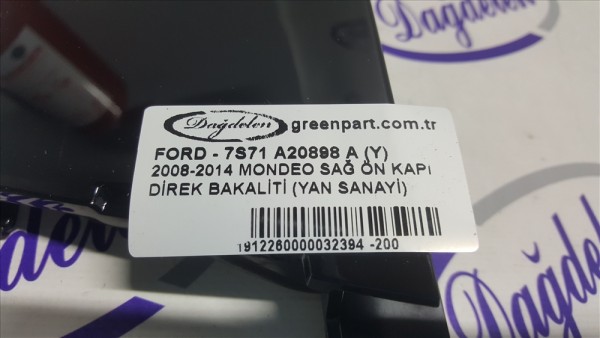 Dağdelen
Dağdelen greenpart.com.tr
FORD - 7S71 A20898 A (Y)
2008-2014 MONDEO SAĞ ÖN KAPI
DİREK BAKALİTİ (YAN SANAYİ)
1912260000032394 -200
Dağdelen
Dağdelen